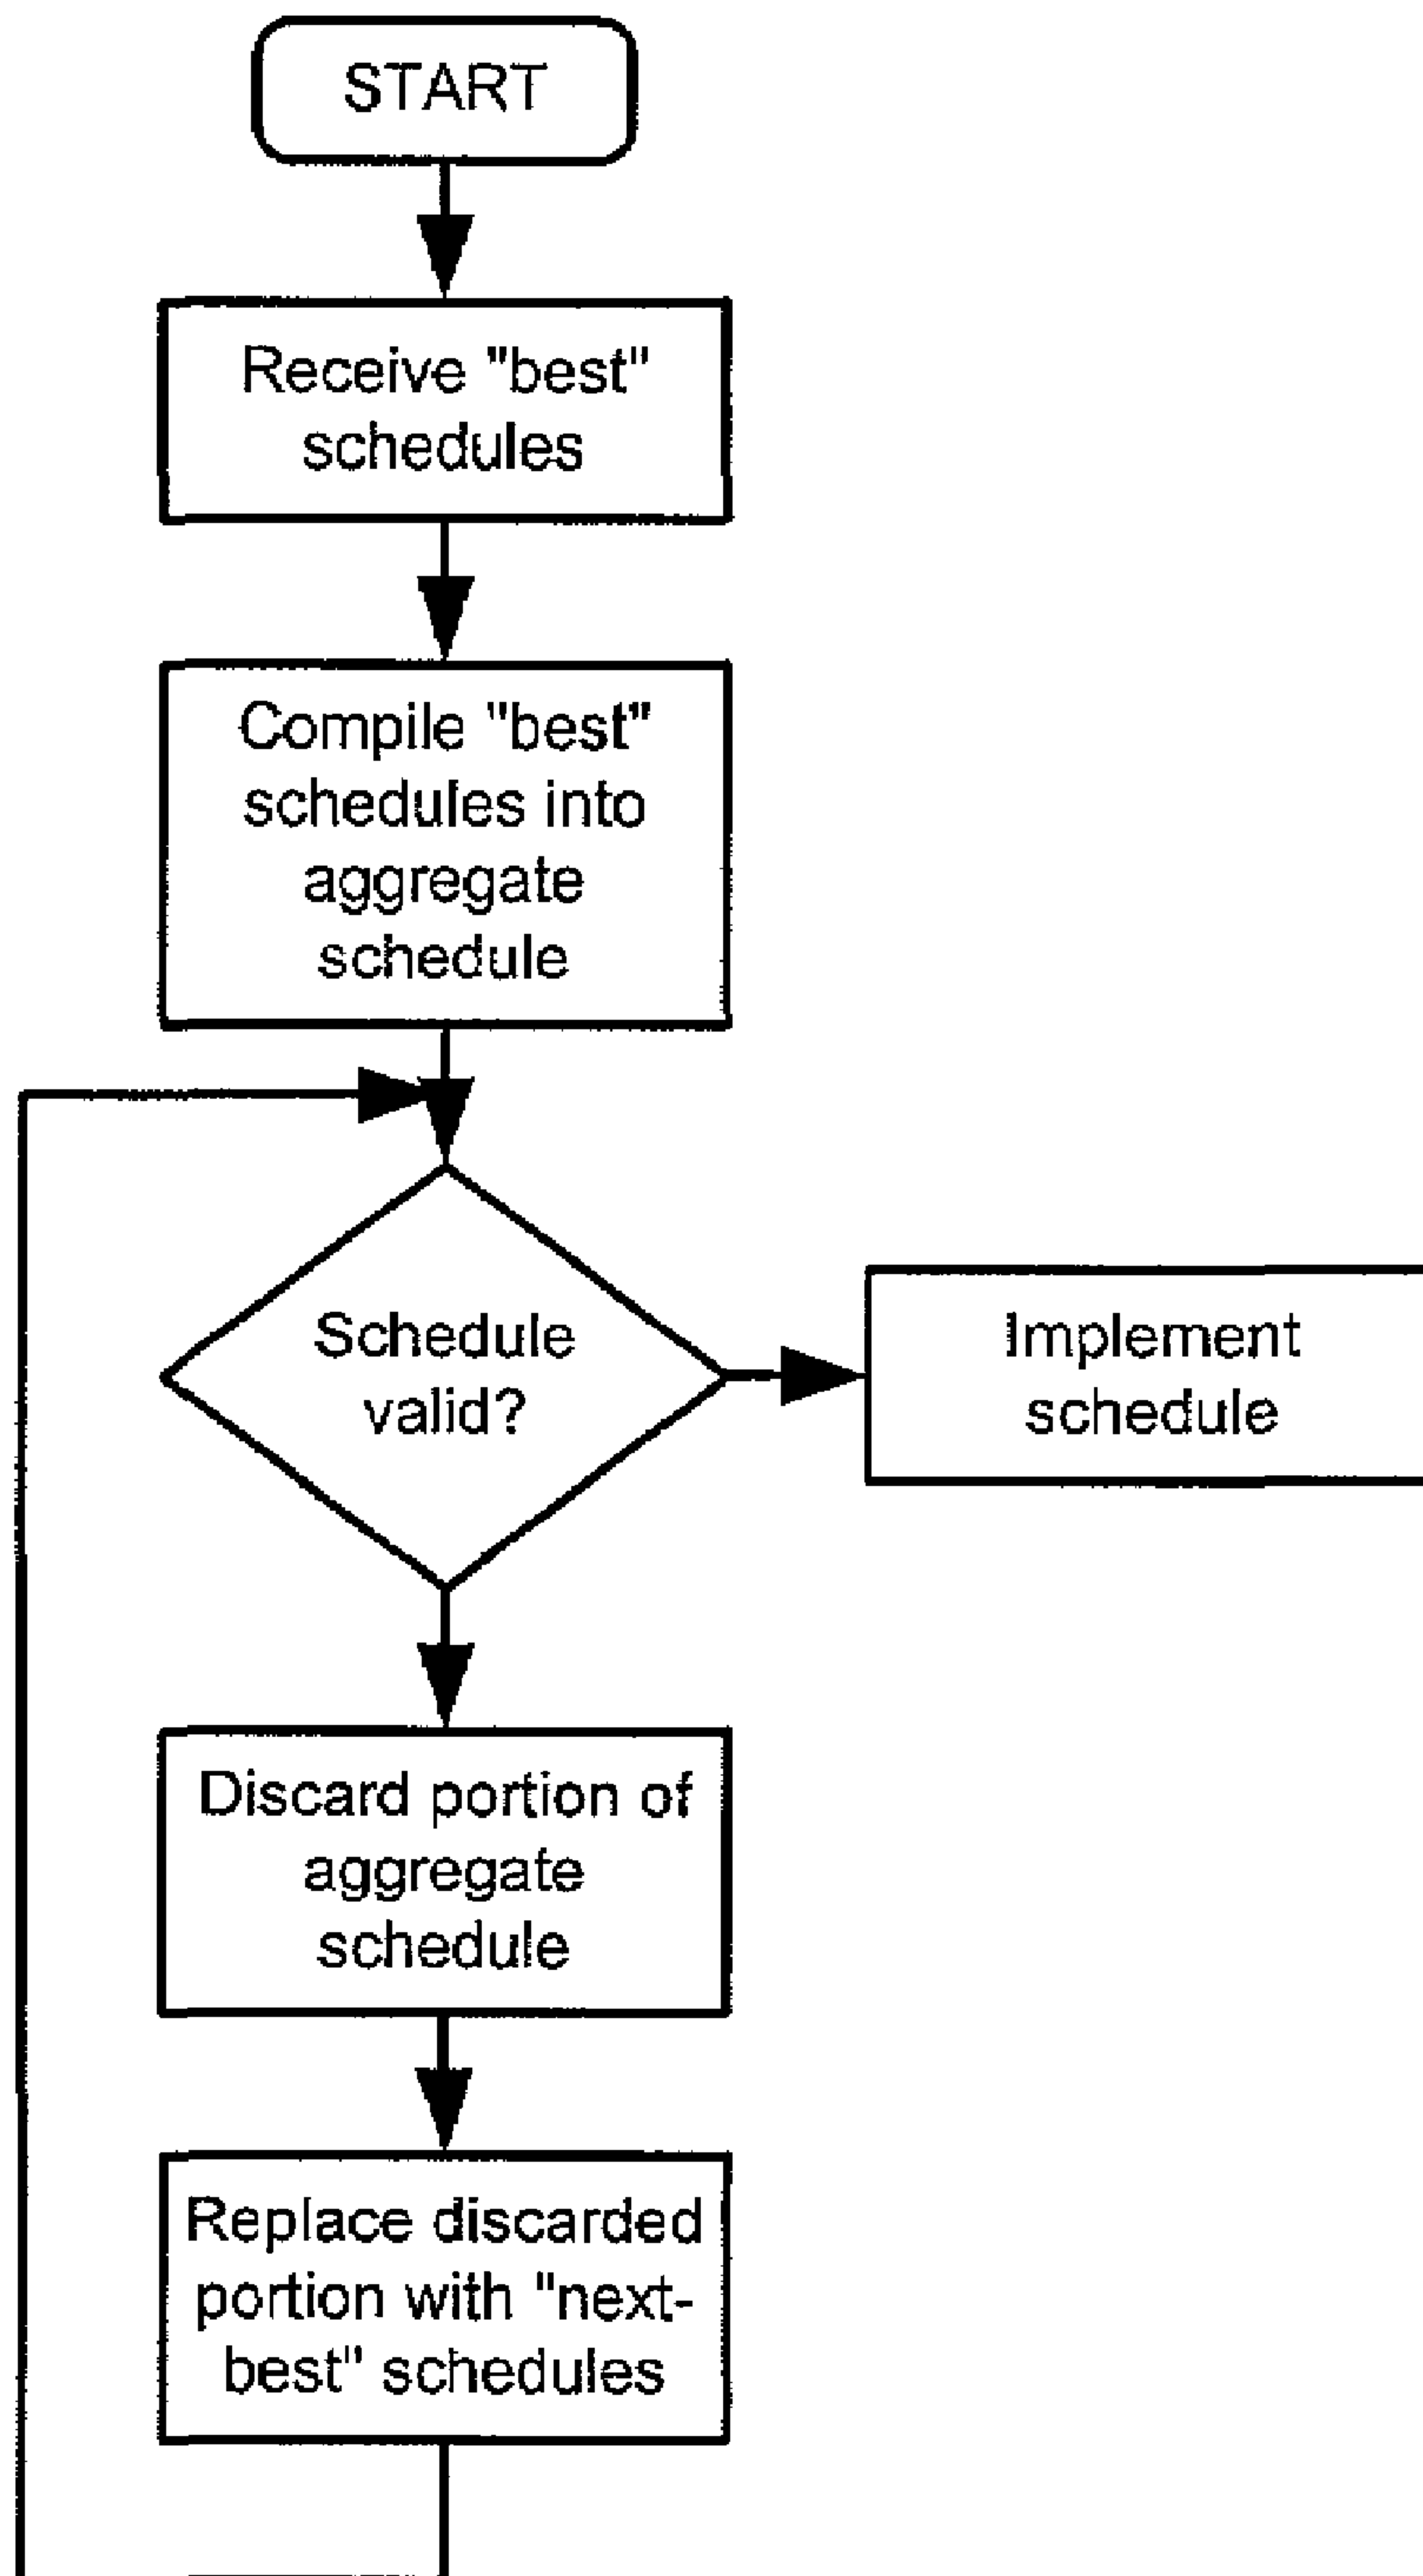 START
Receive "best"
schedules
Compile "best"
schedules into
aggregate
schedule
Schedule
valid?
Implement
schedule
Discard portion of
aggregate
schedule
Replace discarded
portion with "next-
best" schedules